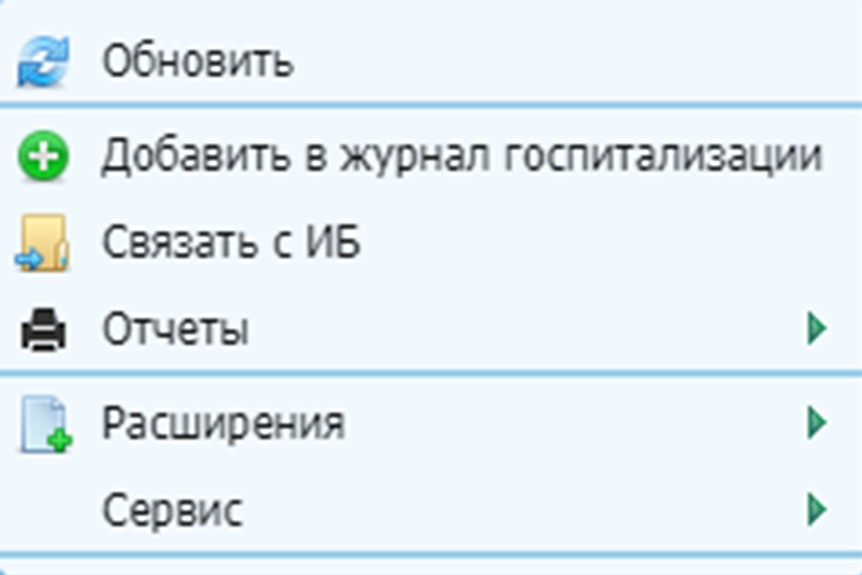 Обновить
Добавить в журнал госпитализации
Связать с ИБ
Отчеты
Расширения
Сервис